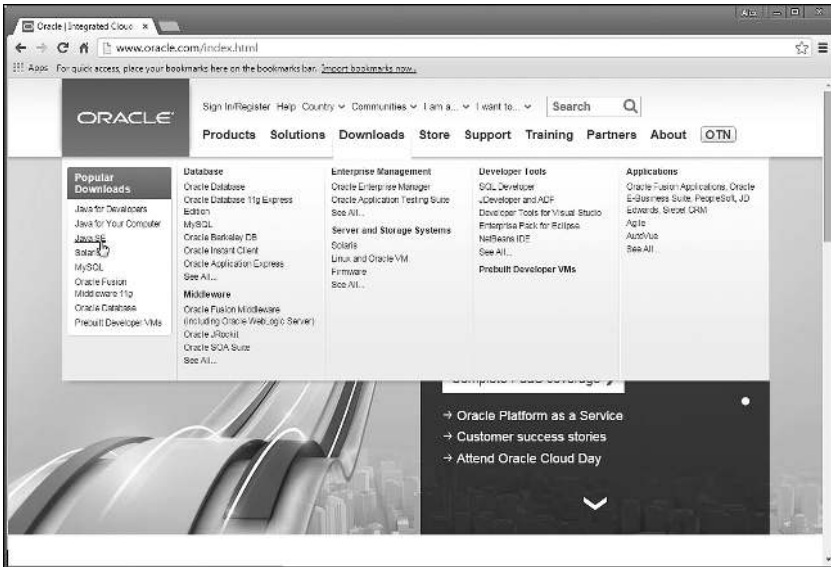 Alex
Oracle | Integrated Cloud
www.oracle.com/index.html
Apps For quick access, place your bookmarks here on the bookmarks bar. Import bookmarks now...
ORACLE
Sign In/Register Help Country Communities I am a... I want to... Search
Products Solutions Downloads Store Support Training Partners About OTN
Popular
Downloads
Java for Developers
Java for Your Computer
Java SE
Solaris
MySQL
Oracle Fusion
Middleware 11g
Oracle Database
Prebuilt Developer VMs
Database
Oracle Database
Oracle Database 11g Express
Edition
MySQL
Oracle Berkeley DB
Oracle Instant Client
Oracle Application Express
See All...
Middleware
Oracle Fusion Middleware
(including Oracle WebLogic Server)
Oracle JRockit
Oracle SOA Suite
See All...
Enterprise Management
Oracle Enterprise Manager
Oracle Application Testing Suite
See All...
Server and Storage Systems
Solaris
Linux and Oracle VM
Firmware
See All...
Developer Tools
SQL Developer
JDeveloper and ADF
Developer Tools for Visual Studio
Enterprise Pack for Eclipse
NetBeans IDE
See All...
Prebuilt Developer VMs
Applications
Oracle Fusion Applications, Oracle
E-Business Suite, PeopleSoft, JD
Edwards, Siebel CRM
Agile
AutoVue
See All...
Complete PaaS coverage
→ Oracle Platform as a Service
→ Customer success stories
→ Attend Oracle Cloud Day